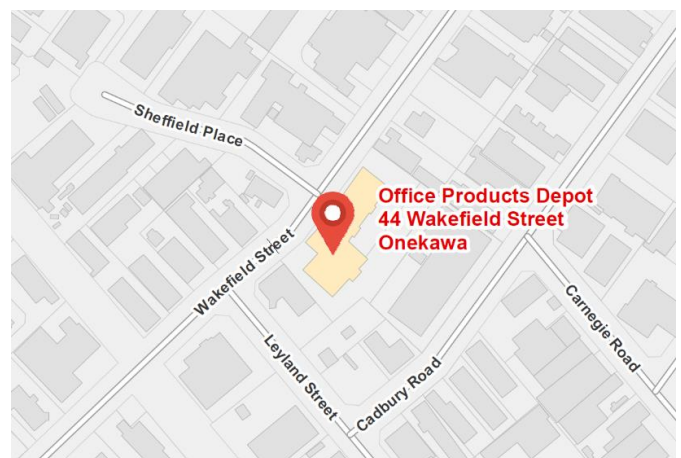 Sheffield Place
Office Products Depot
44 Wakefield Street
Onekawa
Wakefield Street
Carnegie Road
Leyland Street
Cadbury Road